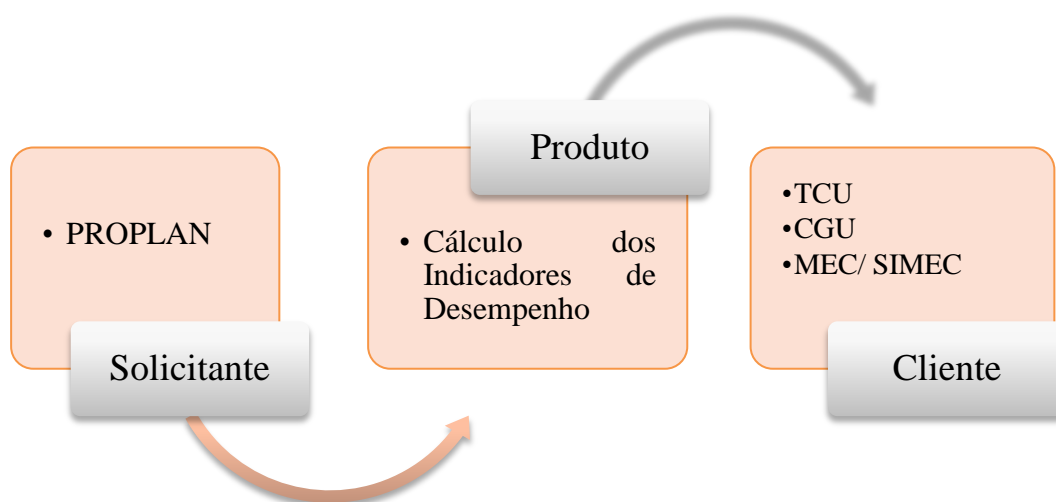 • PROPLAN
Solicitante
Produto
• Cálculo dos
Indicadores de
Desempenho
•TCU
•CGU
•MEC/ SIMEC
Cliente